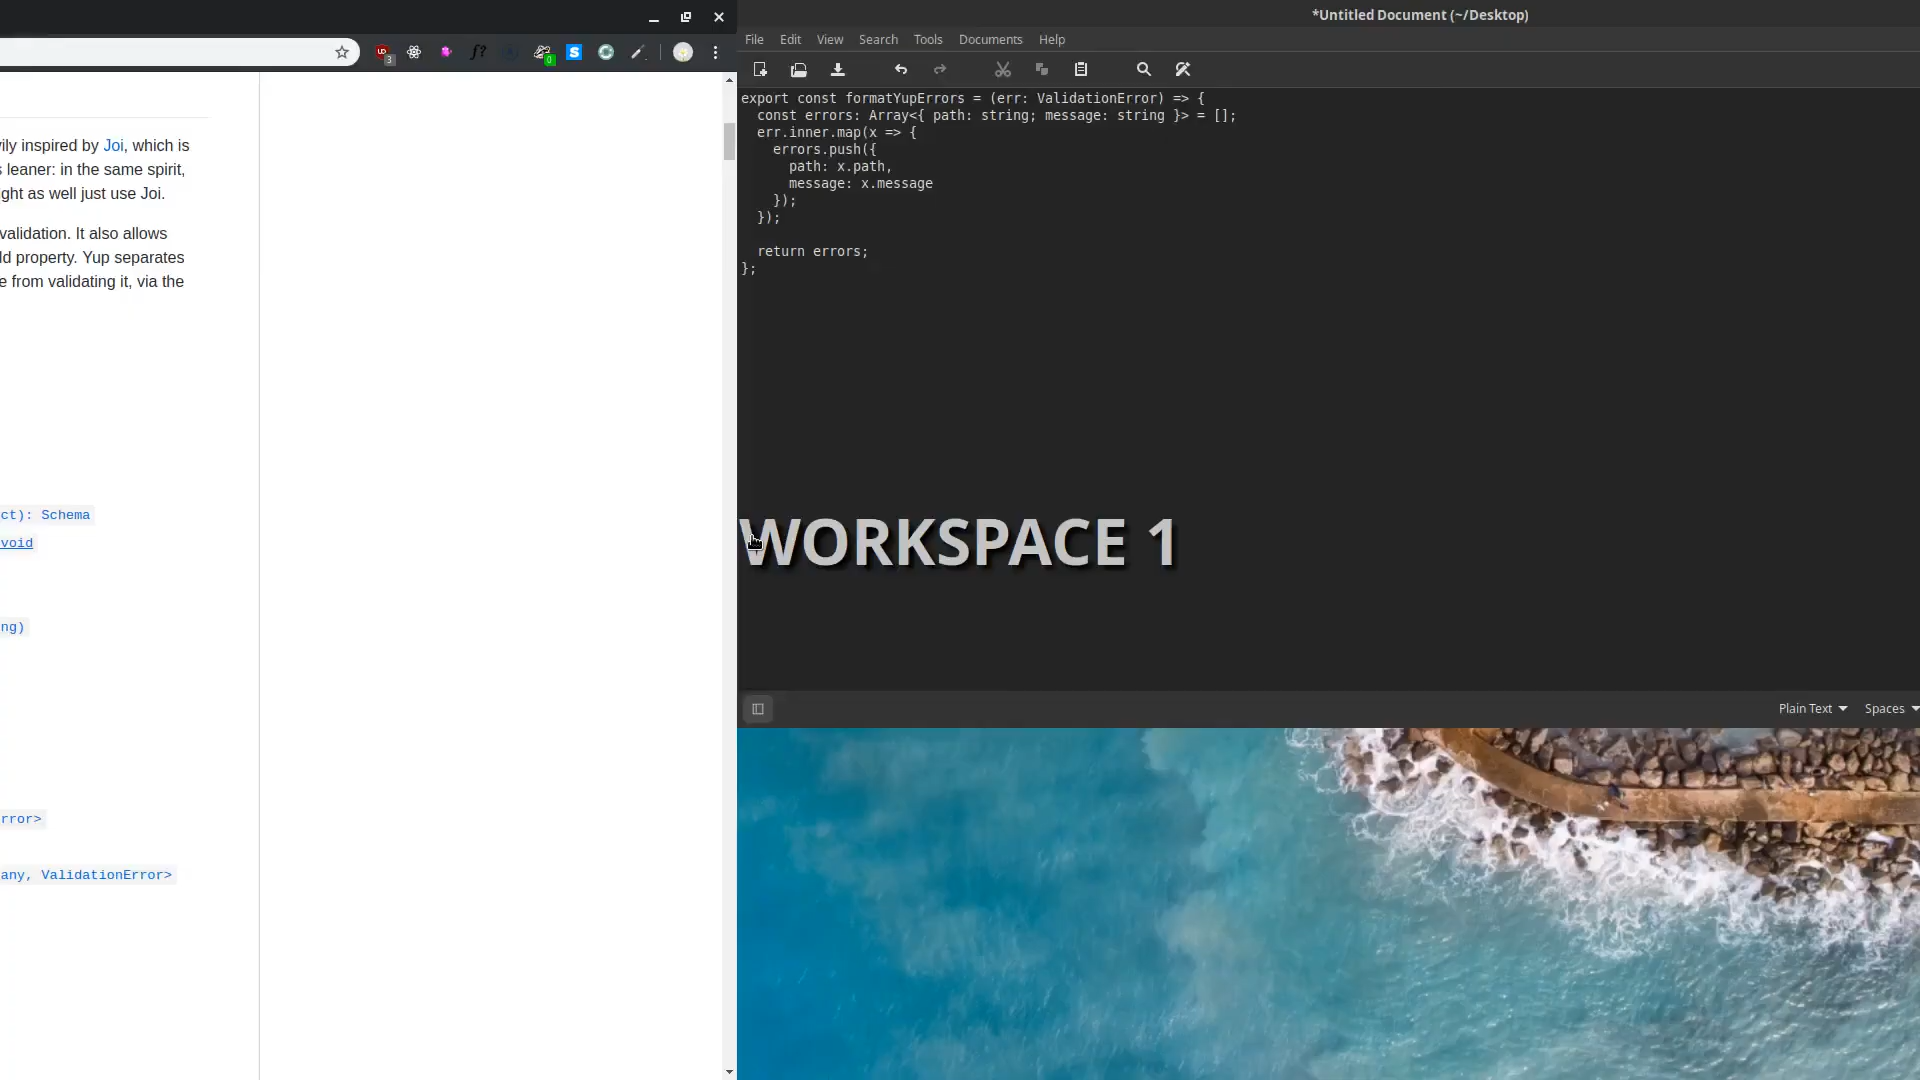 *Untitled Document (~/Desktop)
File Edit View Search Tools Documents Help
3
f?
0
S
export const formatYupErrors = (err: ValidationError) => {
const errors: Array<{ path: string; message: string }> = [];
err.inner.map(x => {
errors.push({
path: x.path,
message: x.message
});
});
return errors;
};
ily inspired by Joi, which is
s leaner: in the same spirit,
ght as well just use Joi.
validation. It also allows
ld property. Yup separates
e from validating it, via the
ct): Schema
void
ng)
rror>
any, ValidationError>
WORKSPACE 1
Plain Text Spaces